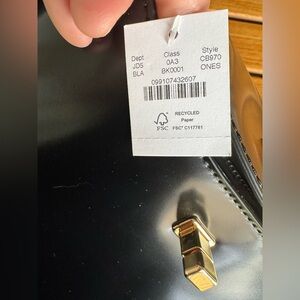 Dept Class Style
JDS 0A3 CB970
BLA BK0001 ONES
099107432607
FSC
RECYCLED
Paper
FSC® C117781